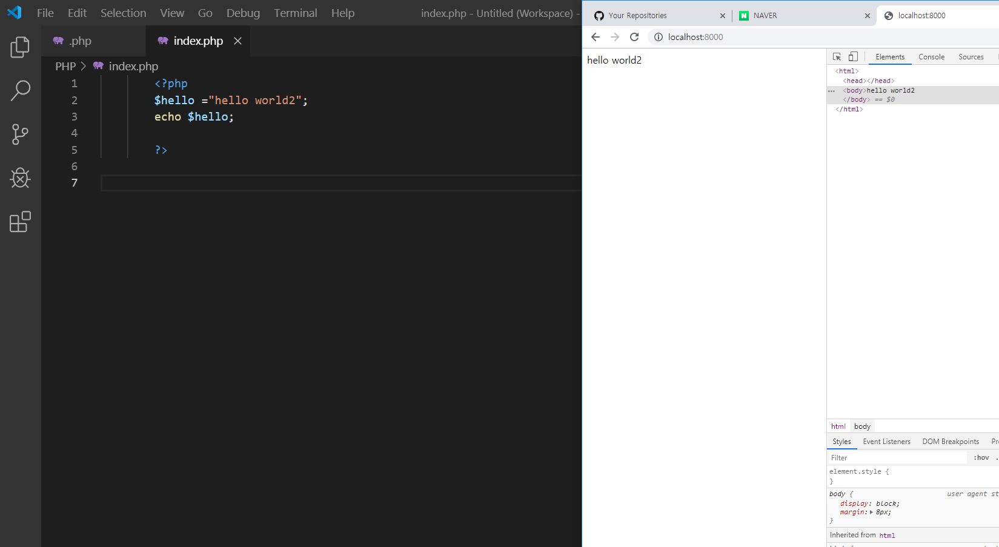 File Edit Selection View Go Debug Terminal Help index.php - Untitled (Workspace) -
.php index.php
PHP > index.php
1 <?php
2 $hello ="hello world2";
3 echo $hello;
4
5 ?>
6
7
Your Repositories NAVER localhost:8000
localhost:8000
hello world2
Elements Console Sources
<html>
<head></head>
... <body>hello world2
</body> == $0
</html>
html body
Styles Event Listeners DOM Breakpoints
Filter :hov .
element.style {
}
body { user agent st
display: block;
margin: 8px;
}
Inherited from html